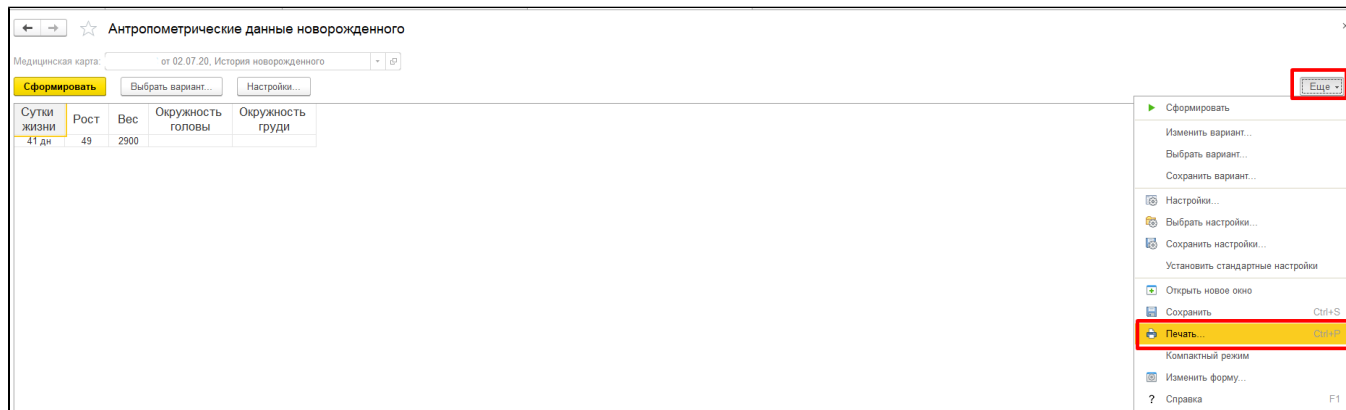 Антропометрические данные новорожденного
Медицинская карта: от 02.07.20, История новорожденного
Сформировать Выбрать вариант... Настройки... Еще
Сутки жизни Рост Вес Окружность головы Окружность груди
41 дн 49 2900
Сформировать
Изменить вариант...
Выбрать вариант...
Сохранить вариант...
Настройки...
Выбрать настройки...
Сохранить настройки...
Установить стандартные настройки
Открыть новое окно
Сохранить Ctrl+S
Печать... Ctrl+P
Компактный режим
Изменить форму...
? Справка F1